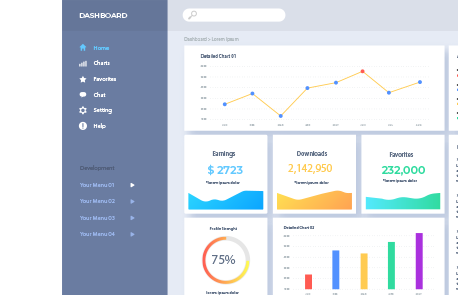 DASHBOARD
Home
Charts
Favorites
Chat
Setting
Help
Development
Your Menu 01
Your Menu 02
Your Menu 03
Your Menu 04
Dashboard > Lorem Ipsum
Detailed Chart 01
Earnings
$ 2723
*lorem ipsum dolor
Downloads
2,142,950
*lorem ipsum dolor
Favorites
232,000
*lorem ipsum dolor
Profile Strenght
75%
lorem ipsum dolor
Detailed Chart 02